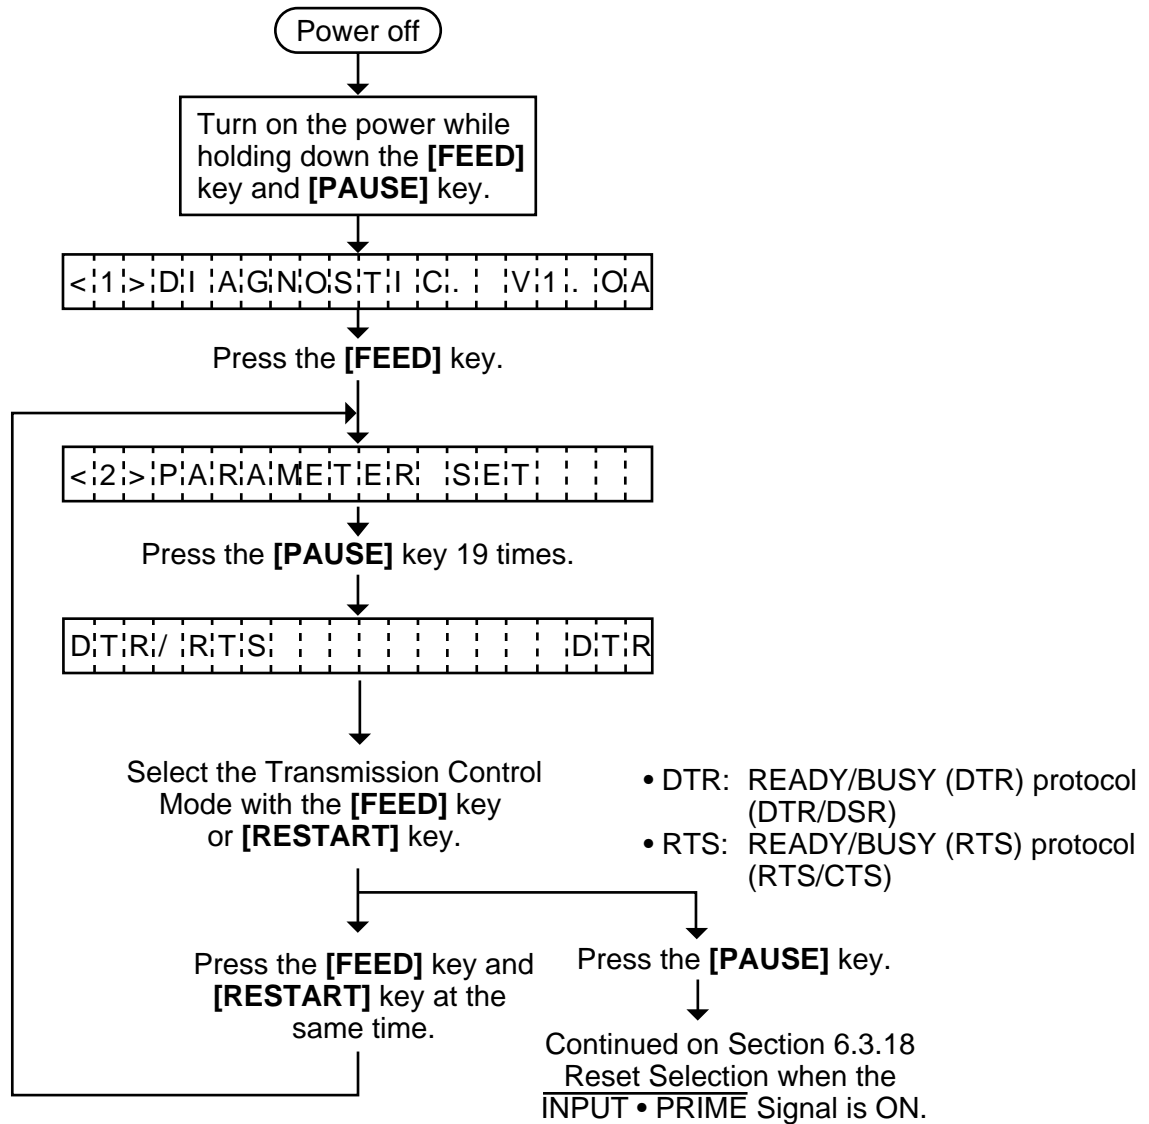 Power off
Turn on the power while
holding down the [FEED]
key and [PAUSE] key.
<1>DIAGNOSTIC. V1. OA
Press the [FEED] key.
<2>PARAMETER SET
Press the [PAUSE] key 19 times.
DTR/ RTS DTR
Select the Transmission Control
Mode with the [FEED] key
or [RESTART] key.
• DTR: READY/BUSY (DTR) protocol
(DTR/DSR)
• RTS: READY/BUSY (RTS) protocol
(RTS/CTS)
Press the [FEED] key and
[RESTART] key at the
same time.
Press the [PAUSE] key.
Continued on Section 6.3.18
Reset Selection when the
INPUT • PRIME Signal is ON.